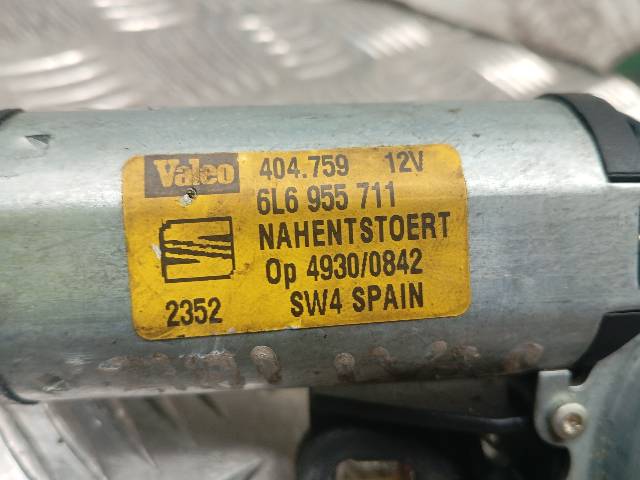 Valeo 404.759 12V
6L6 955 711
NAHENTSTOERT
Op 4930/0842
2352 SW4 SPAIN